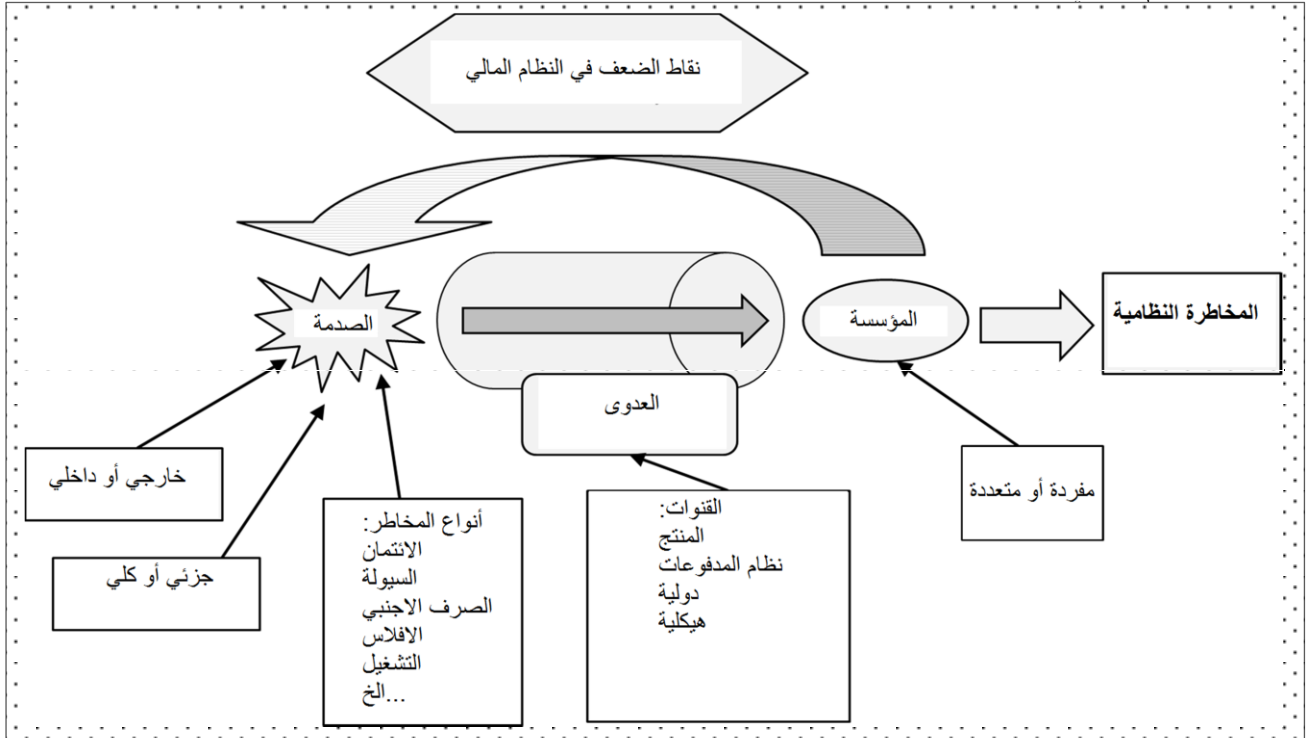 نقاط الضعف في النظام المالي
الصدمة
المؤسسة
المخاطرة النظامية
العدوى
خارجي أو داخلي
جزئي أو كلي
أنواع المخاطر:
الائتمان
السيولة
الصرف الاجنبي
الافلاس
التشغيل
...الخ
القنوات:
المنتج
نظام المدفوعات
دولية
هيكلية
مفردة أو متعددة